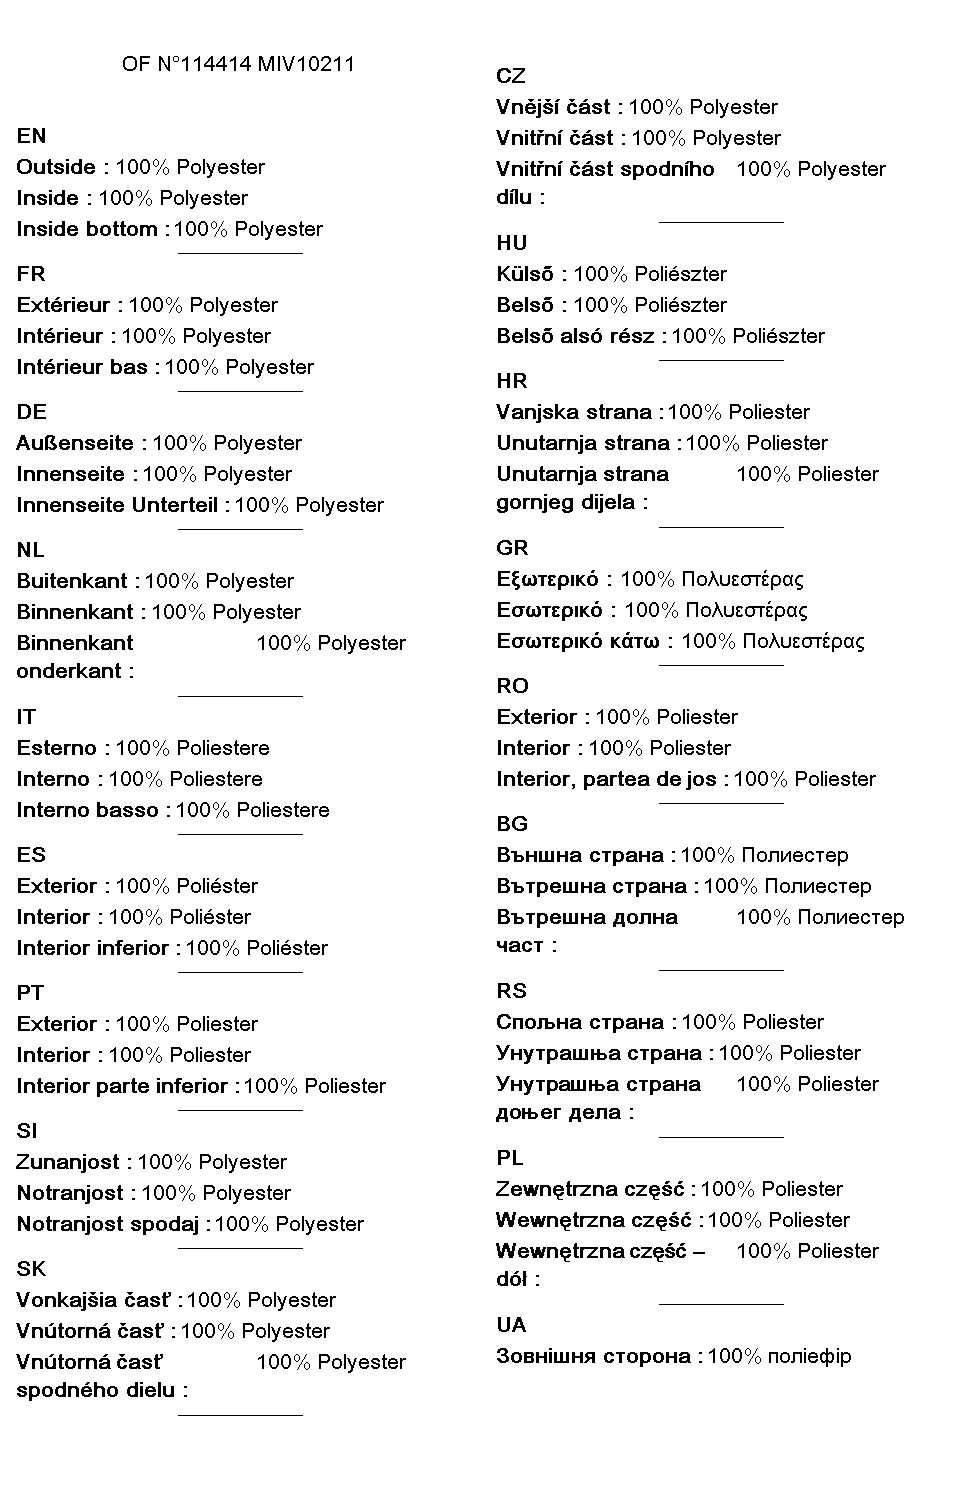 OF N°114414 MIV10211
EN
Outside : 100% Polyester
Inside : 100% Polyester
Inside bottom : 100% Polyester
FR
Extérieur : 100% Polyester
Intérieur : 100% Polyester
Intérieur bas : 100% Polyester
DE
Außenseite : 100% Polyester
Innenseite : 100% Polyester
Innenseite Unterteil : 100% Polyester
NL
Buitenkant : 100% Polyester
Binnenkant : 100% Polyester
Binnenkant 100% Polyester
onderkant :
IT
Esterno : 100% Poliestere
Interno : 100% Poliestere
Interno basso : 100% Poliestere
ES
Exterior : 100% Poliéster
Interior : 100% Poliéster
Interior inferior : 100% Poliéster
PT
Exterior : 100% Poliester
Interior : 100% Poliester
Interior parte inferior : 100% Poliester
SI
Zunanjost : 100% Polyester
Notranjost : 100% Polyester
Notranjost spodaj : 100% Polyester
SK
Vonkajšia časť : 100% Polyester
Vnútorná časť : 100% Polyester
Vnútorná časť 100% Polyester
spodného dielu :
CZ
Vnější část : 100% Polyester
Vnitřní část : 100% Polyester
Vnitřní část spodního 100% Polyester
dílu :
HU
Külsõ : 100% Poliészter
Belsõ : 100% Poliészter
Belsõ alsó rész : 100% Poliészter
HR
Vanjska strana : 100% Poliester
Unutarnja strana : 100% Poliester
Unutarnja strana 100% Poliester
gornjeg dijela :
GR
Εξωτερικό : 100% Πολυεστέρας
Εσωτερικό : 100% Πολυεστέρας
Εσωτερικό κάτω : 100% Πολυεστέρας
RO
Exterior : 100% Poliester
Interior : 100% Poliester
Interior, partea de jos : 100% Poliester
BG
Външна страна : 100% Полиестер
Вътрешна страна : 100% Полиестер
Вътрешна долна 100% Полиестер
част :
RS
Спољна страна : 100% Poliester
Унутрашња страна : 100% Poliester
Унутрашња страна 100% Poliester
доњег дела :
PL
Zewnętrzna część : 100% Poliester
Wewnętrzna część : 100% Poliester
Wewnętrzna część – 100% Poliester
dół :
UA
Зовнішня сторона : 100% поліефір